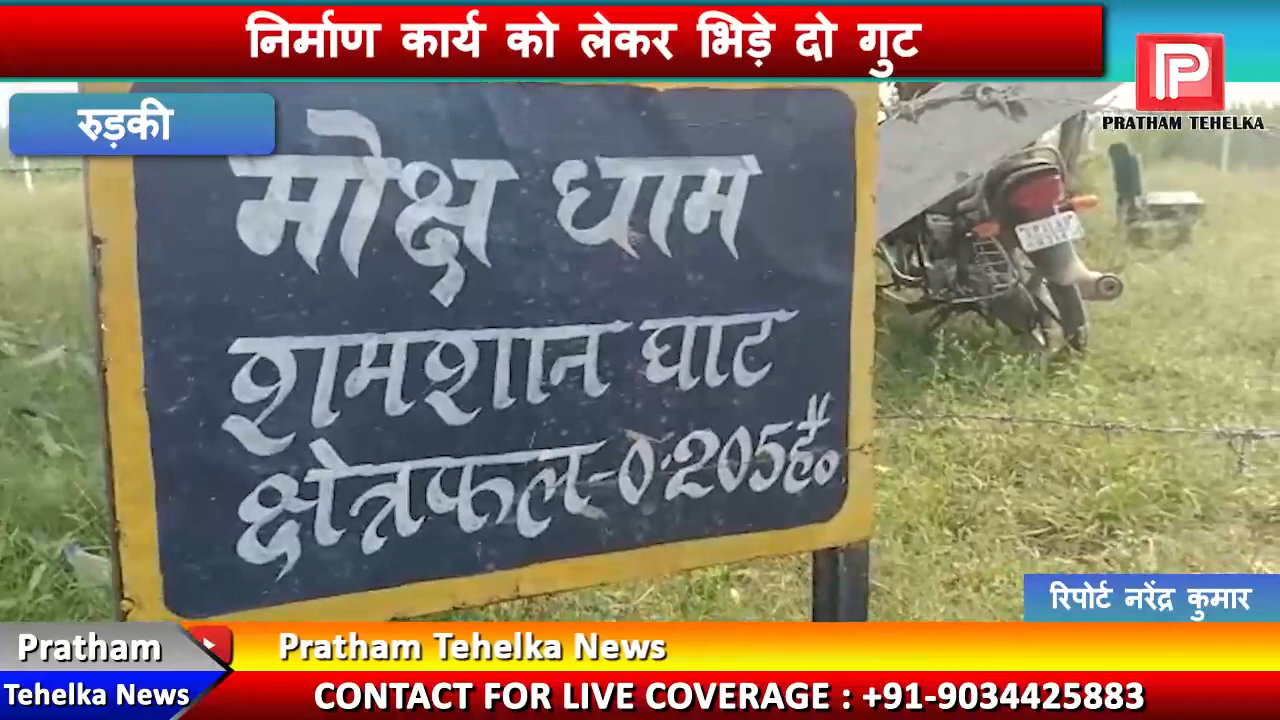 निर्माण कार्य को लेकर भिड़े दो गुट
PRATHAM TEHELKA
रुड़की
मोक्ष धाम
शमशान घाट
क्षेत्रफल-0.205हैं॰
रिपोर्ट नरेंद्र कुमार
Pratham
Tehelka News
Pratham Tehelka News
CONTACT FOR LIVE COVERAGE : +91-9034425883